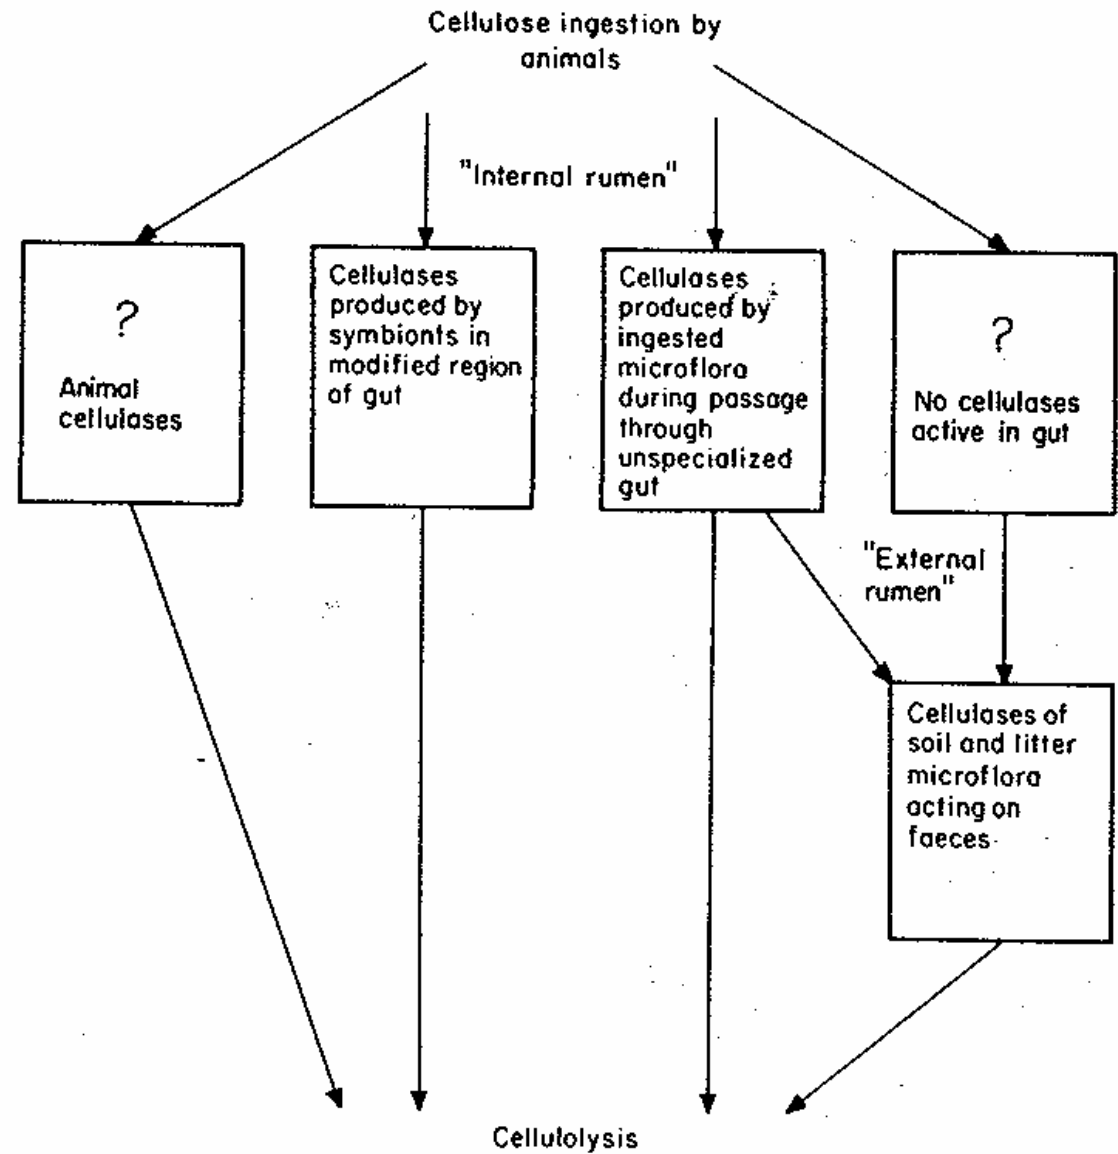 Cellulose ingestion by
animals
"Internal rumen"
?
Animal
cellulases
Cellulases
produced by
symbionts in
modified region
of gut
Cellulases
produced by
ingested
microflora
during passage
through
unspecialized
gut
?
No cellulases
active in gut
"External
rumen"
Cellulases of
soil and litter
microflora
acting on
faeces
Cellulolysis